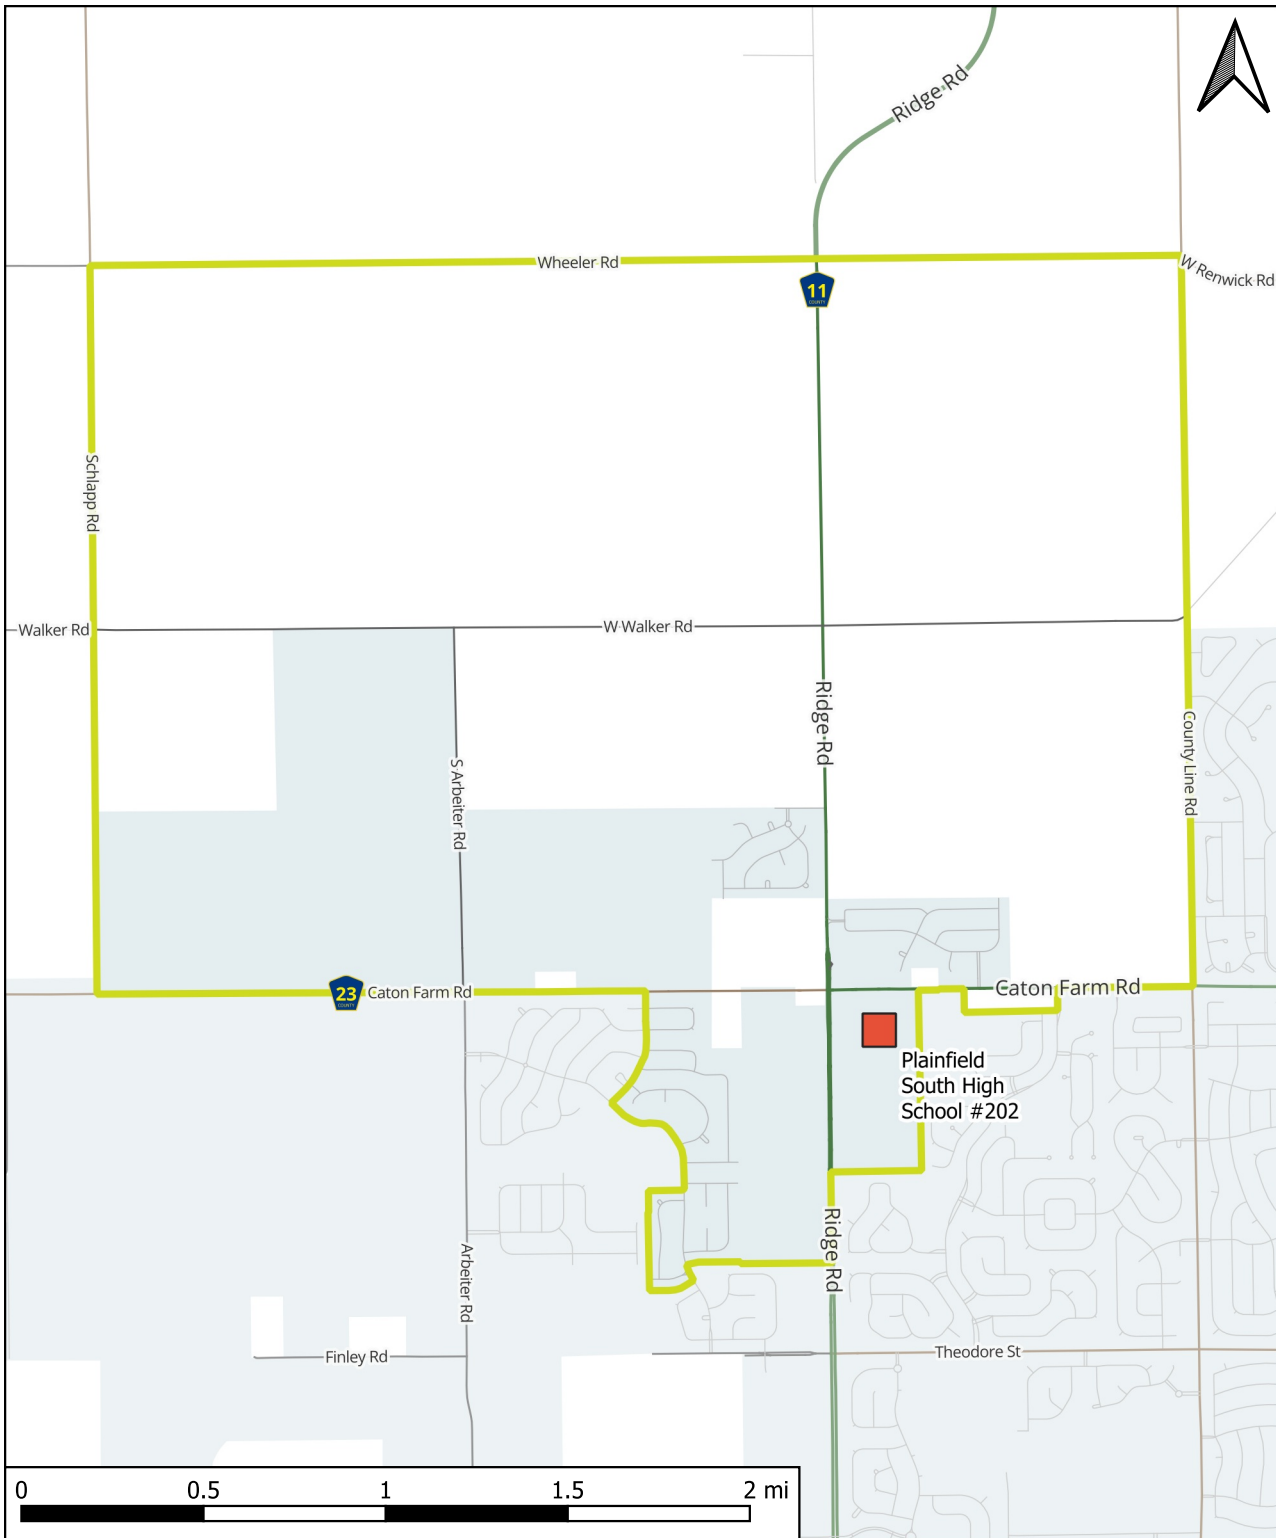 Ridge Rd
Wheeler Rd
W Renwick Rd
11
COUNTY
Schlapp Rd
Walker Rd
W Walker Rd
Ridge Rd
County Line Rd
S Arbeiter Rd
23
COUNTY
Caton Farm Rd
Caton Farm Rd
Plainfield
South High
School #202
Ridge Rd
Arbeiter Rd
Finley Rd
Theodore St
0 0.5 1 1.5 2 mi